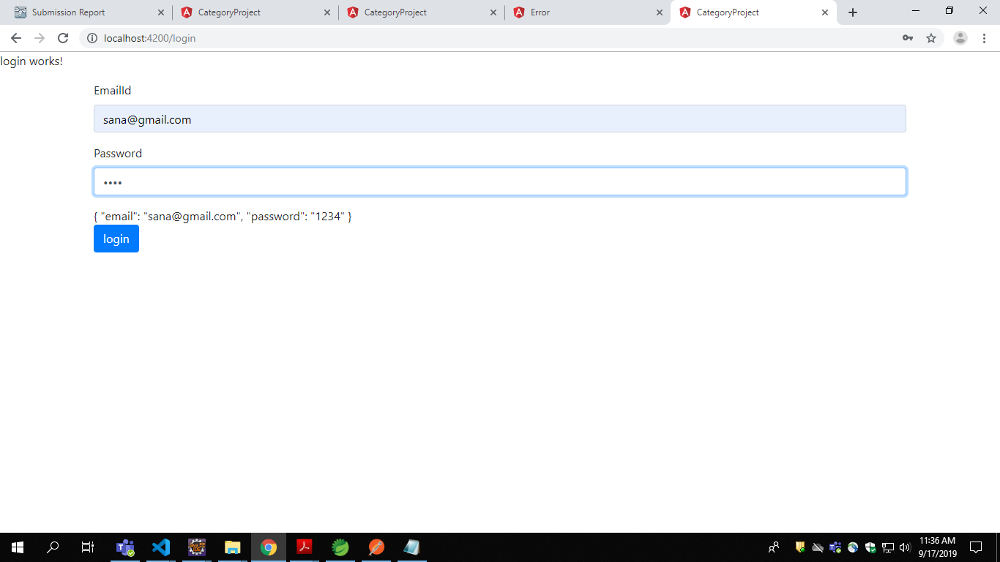 Submission Report
CategoryProject
CategoryProject
Error
CategoryProject
localhost:4200/login
login works!
EmailId
sana@gmail.com
Password
••••
{ "email": "sana@gmail.com", "password": "1234" }
login
11:36 AM
9/17/2019